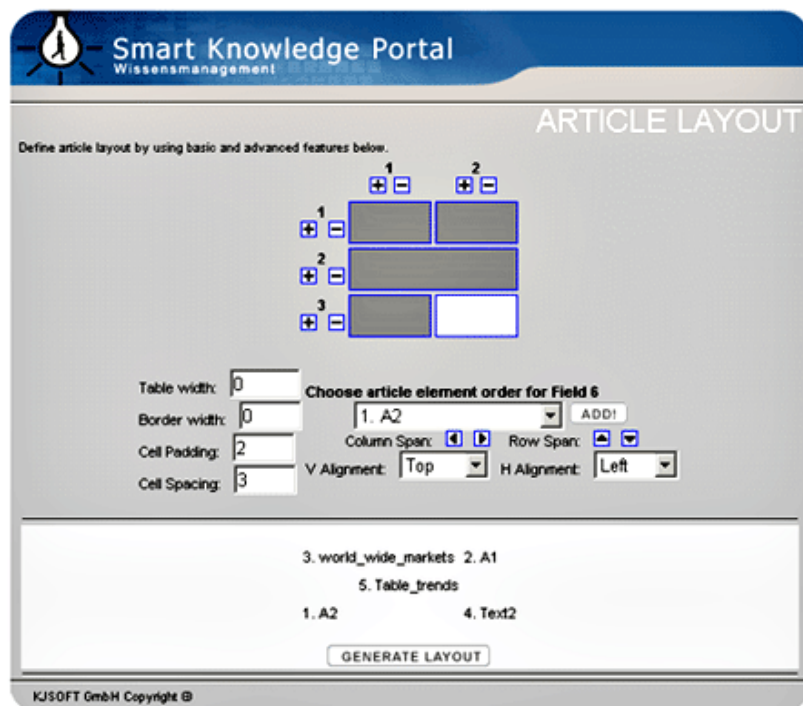 Smart Knowledge Portal
Wissensmanagement
ARTICLE LAYOUT
Define article layout by using basic and advanced features below.
1 2
+ − + −
1
+ −
2
+ −
3
+ −
Table width: 0
Choose article element order for Field 6
Border width: 0 1. A2 ADD!
Cell Padding: 2 Column Span: Row Span:
V Alignment: Top H Alignment: Left
Cell Spacing: 3
3. world_wide_markets 2. A1
5. Table_trends
1. A2 4. Text2
GENERATE LAYOUT
KJSOFT GmbH Copyright ©